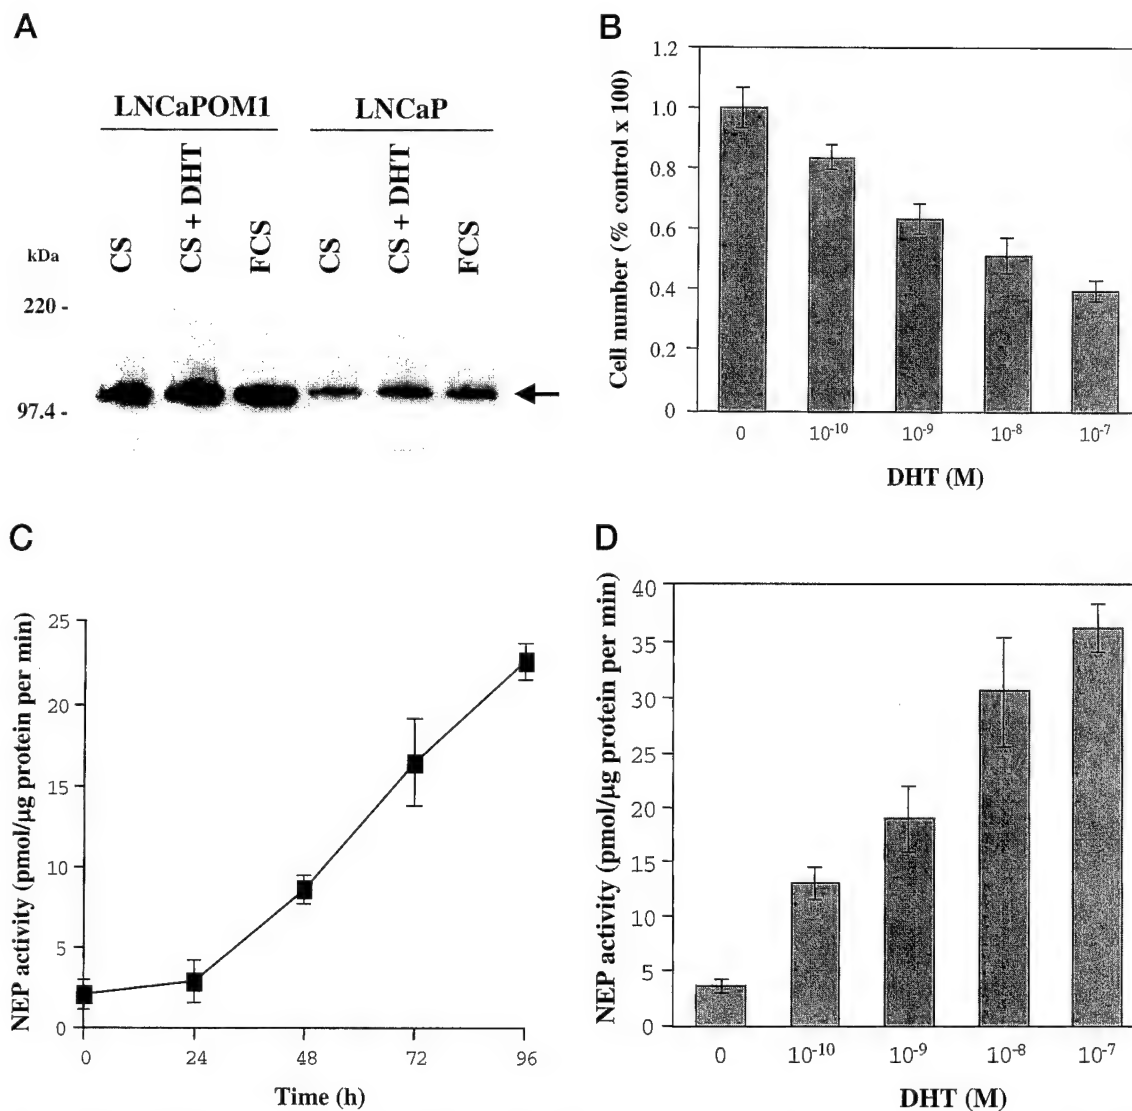 A
LNCaPOM1 LNCaP
CS
CS + DHT
FCS
CS
CS + DHT
FCS
kDa
220 -
97.4 -
B
Cell number (% control x 100)
1.2
1.0
0.8
0.6
0.4
0.2
0
0 10-10 10-9 10-8 10-7
DHT (M)
C
NEP activity (pmol/µg protein per min)
25
20
15
10
5
0
0 24 48 72 96
Time (h)
D
NEP activity (pmol/µg protein per min)
40
35
30
25
20
15
10
5
0
0 10-10 10-9 10-8 10-7
DHT (M)